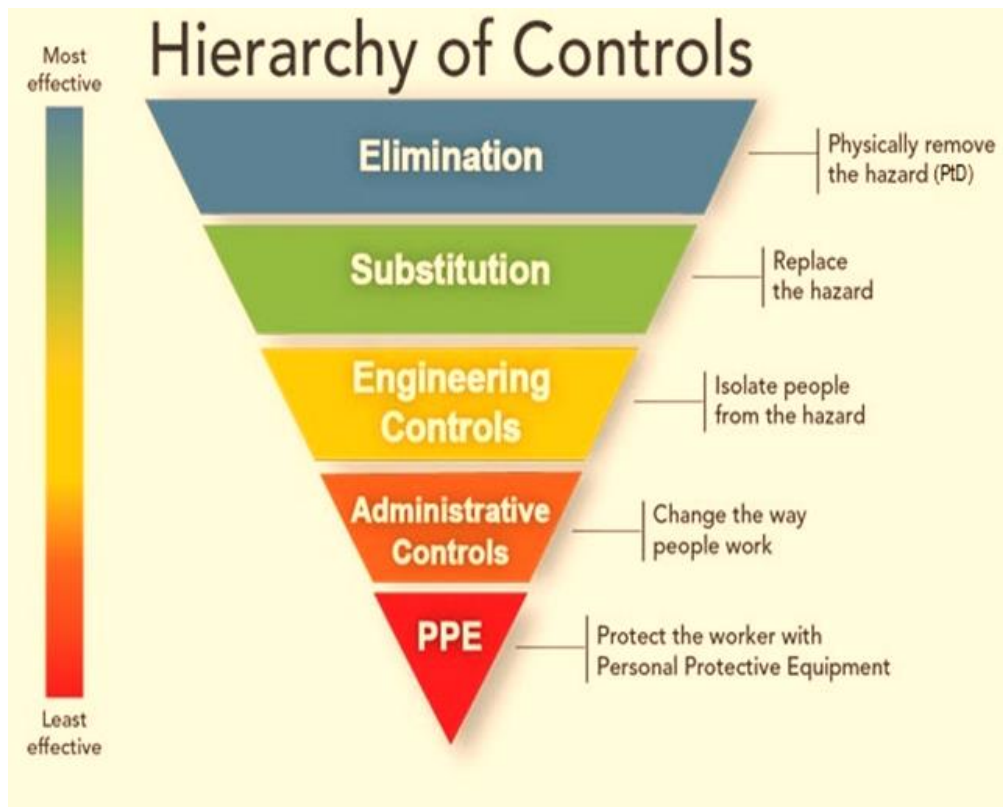 Hierarchy of Controls
Most
effective
Elimination
Physically remove
the hazard (PtD)
Substitution
Replace
the hazard
Engineering
Controls
Isolate people
from the hazard
Administrative
Controls
Change the way
people work
PPE
Protect the worker with
Personal Protective Equipment
Least
effective